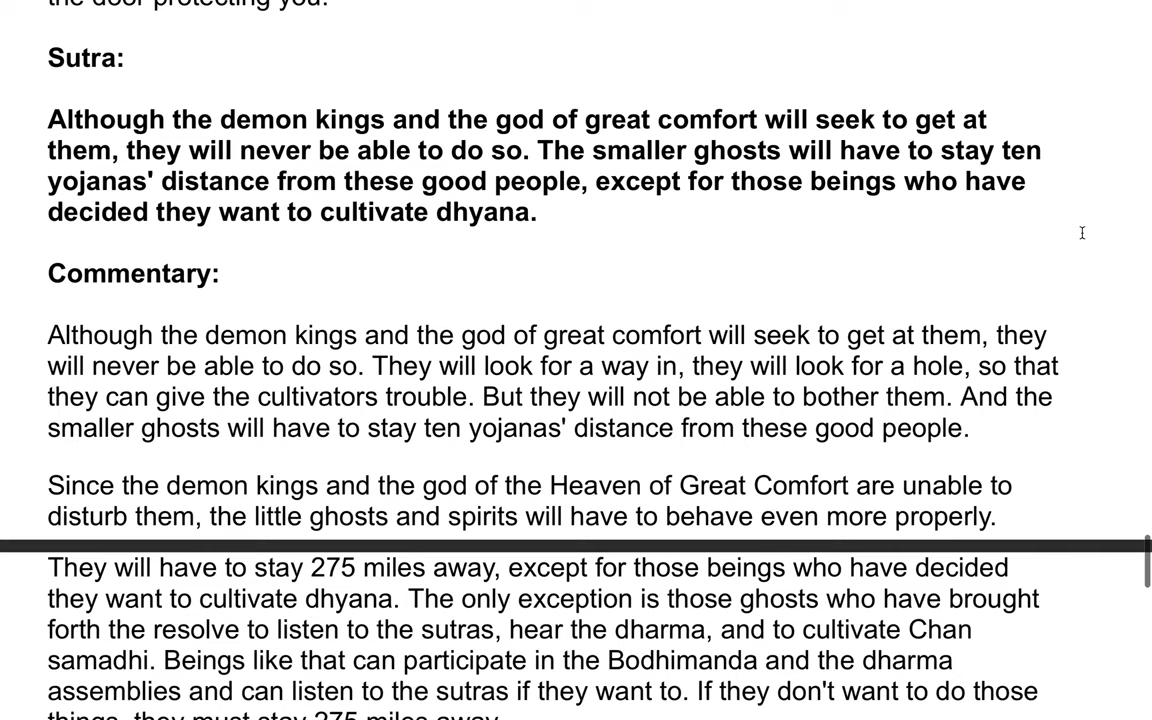 the door protecting you.
Sutra:
Although the demon kings and the god of great comfort will seek to get at
them, they will never be able to do so. The smaller ghosts will have to stay ten
yojanas' distance from these good people, except for those beings who have
decided they want to cultivate dhyana.
Commentary:
Although the demon kings and the god of great comfort will seek to get at them, they
will never be able to do so. They will look for a way in, they will look for a hole, so that
they can give the cultivators trouble. But they will not be able to bother them. And the
smaller ghosts will have to stay ten yojanas' distance from these good people.
Since the demon kings and the god of the Heaven of Great Comfort are unable to
disturb them, the little ghosts and spirits will have to behave even more properly.
They will have to stay 275 miles away, except for those beings who have decided
they want to cultivate dhyana. The only exception is those ghosts who have brought
forth the resolve to listen to the sutras, hear the dharma, and to cultivate Chan
samadhi. Beings like that can participate in the Bodhimanda and the dharma
assemblies and can listen to the sutras if they want to. If they don't want to do those
things, they must stay 275 miles away.